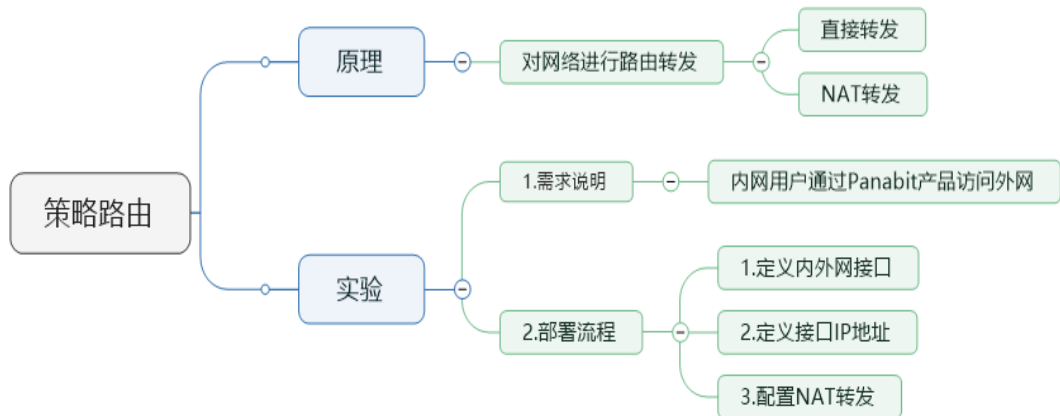 策略路由
原理
对网络进行路由转发
直接转发
NAT转发
实验
1.需求说明
内网用户通过Panabit产品访问外网
2.部署流程
1.定义内外网接口
2.定义接口IP地址
3.配置NAT转发